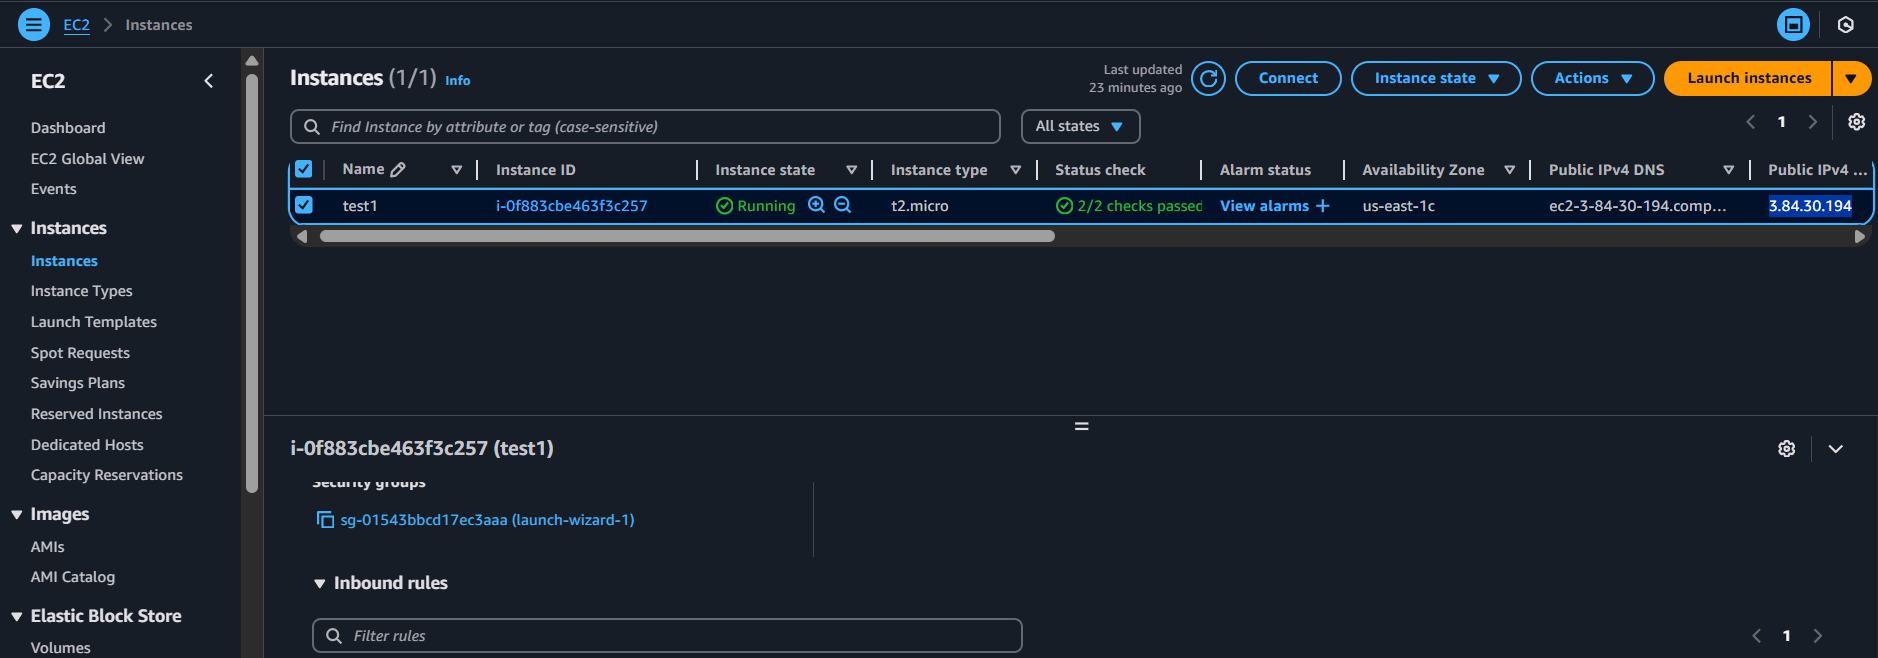 EC2 Instances
EC2
Dashboard
EC2 Global View
Events
Instances
Instances
Instance Types
Launch Templates
Spot Requests
Savings Plans
Reserved Instances
Dedicated Hosts
Capacity Reservations
Images
AMIs
AMI Catalog
Elastic Block Store
Volumes
Instances (1/1) Info
Last updated
23 minutes ago
Connect
Instance state
Actions
Launch instances
Find Instance by attribute or tag (case-sensitive)
All states
1
Name Instance ID Instance state Instance type Status check Alarm status Availability Zone Public IPv4 DNS Public IPv4 ...
test1 i-0f883cbe463f3c257 Running t2.micro 2/2 checks passed View alarms + us-east-1c ec2-3-84-30-194.comp... 3.84.30.194
i-0f883cbe463f3c257 (test1)
Security groups
sg-01543bbcd17ec3aaa (launch-wizard-1)
Inbound rules
Filter rules
1